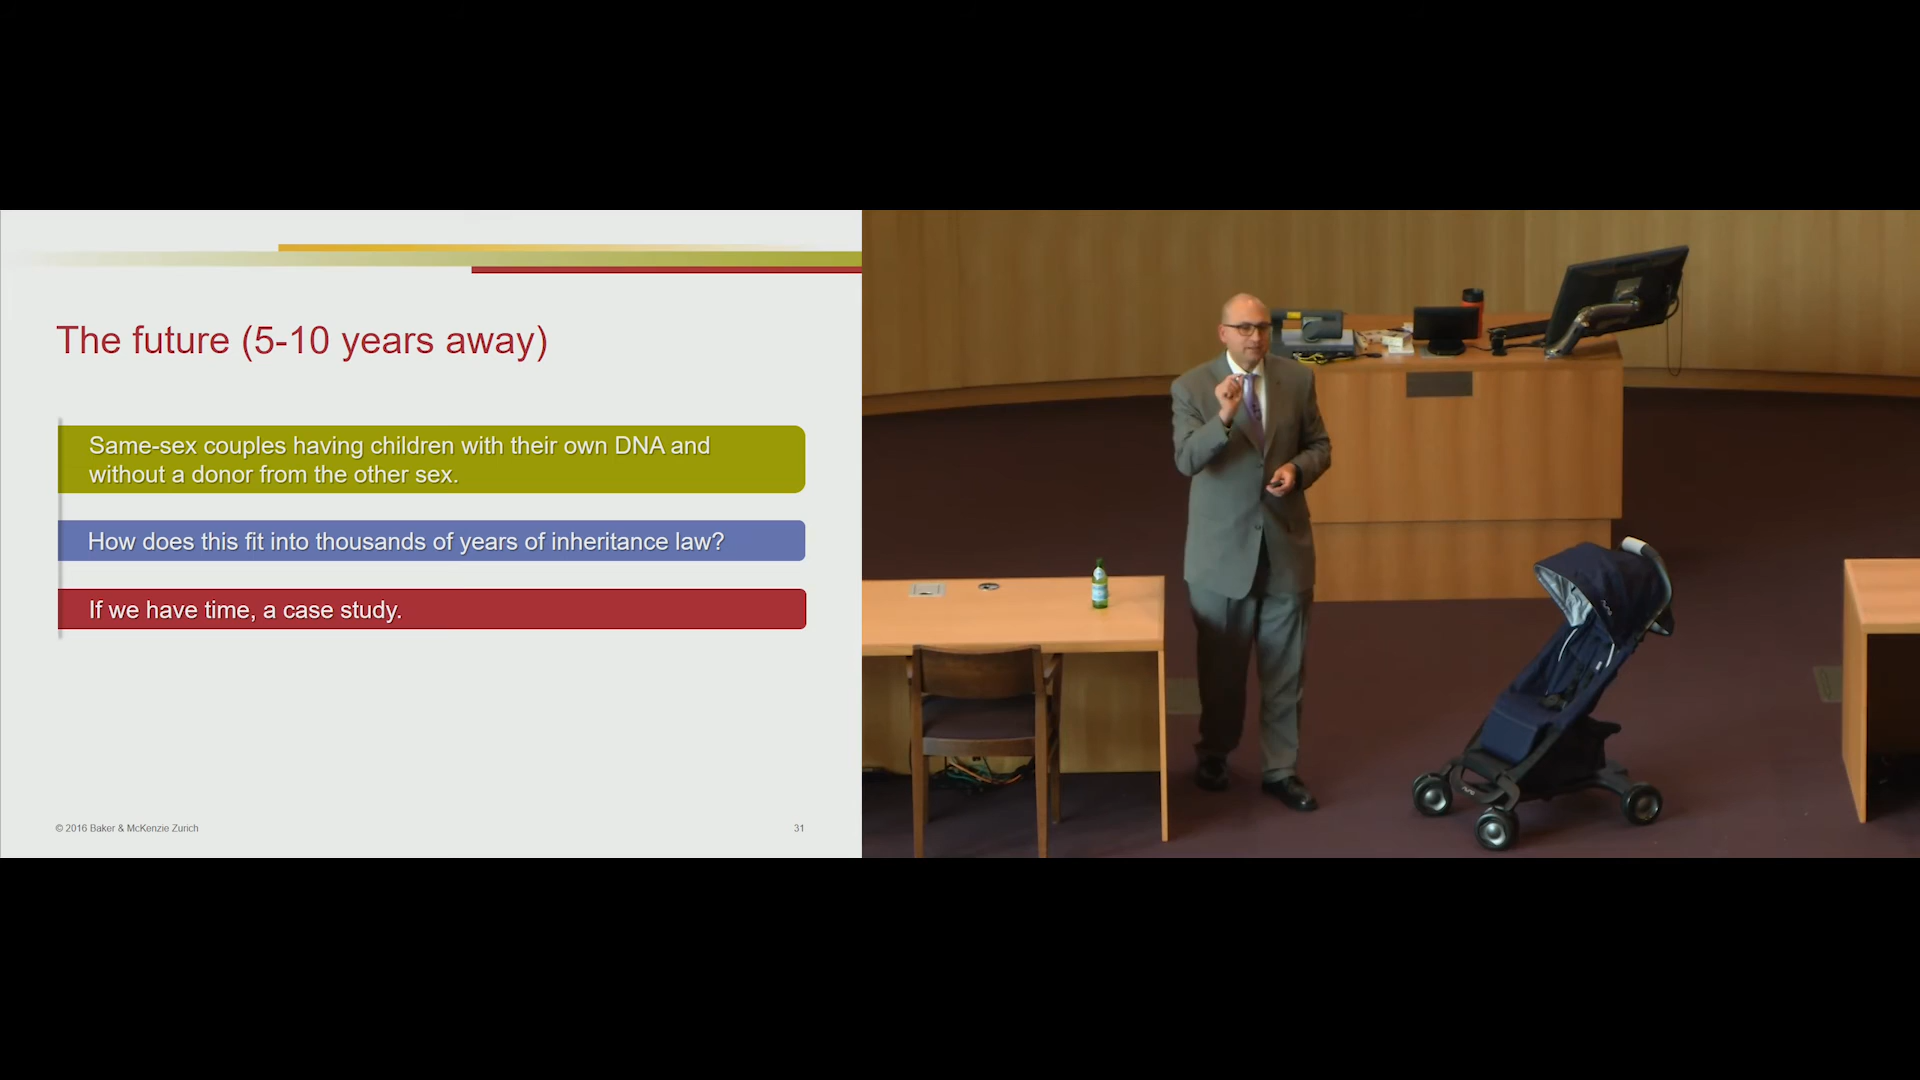 The future (5-10 years away)
Same-sex couples having children with their own DNA and
without a donor from the other sex.
How does this fit into thousands of years of inheritance law?
If we have time, a case study.
© 2016 Baker & McKenzie Zurich
31